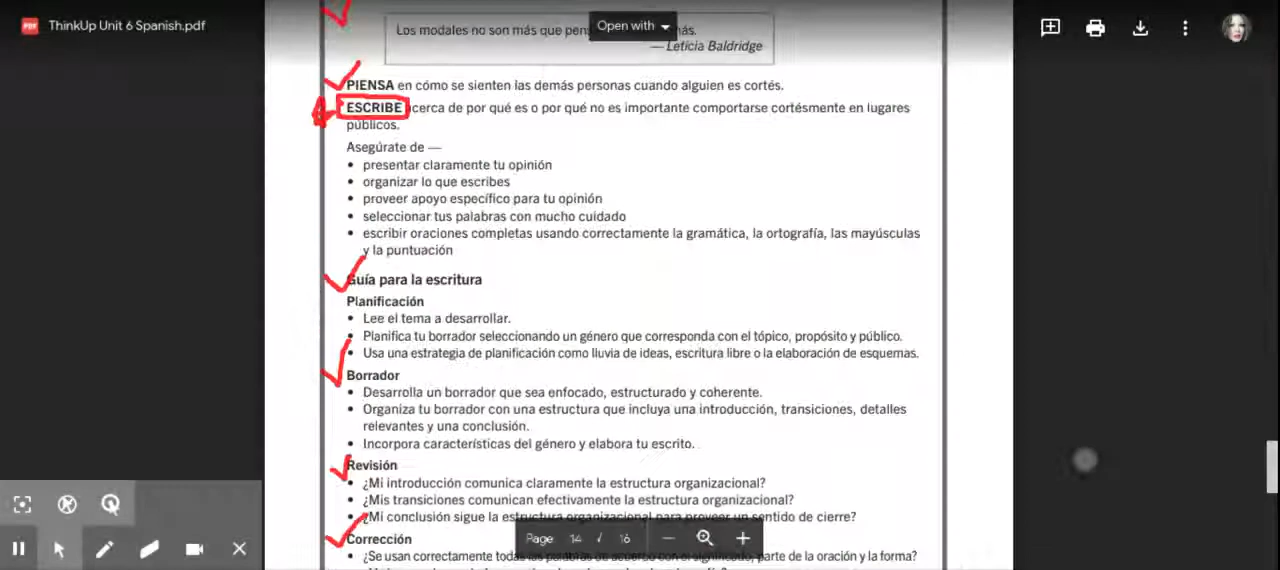 ThinkUp Unit 6 Spanish.pdf
Open with
Los modales no son más que más.
— Letícia Baldridge
PIENSA en cómo se sienten las demás personas cuando alguien es cortés.
ESCRIBE acerca de por qué es o por qué no es importante comportarse cortésmente en lugares
públicos.
Asegúrate de —
• presentar claramente tu opinión
• organizar lo que escribes
• proveer apoyo específico para tu opinión
• seleccionar tus palabras con mucho cuidado
• escribir oraciones completas usando correctamente la gramática, la ortografía, las mayúsculas
y la puntuación
Guía para la escritura
Planificación
• Lee el tema a desarrollar.
• Planifica tu borrador seleccionando un género que corresponda con el tópico, propósito y público.
• Usa una estrategia de planificación como lluvia de ideas, escritura libre o la elaboración de esquemas.
Borrador
• Desarrolla un borrador que sea enfocado, estructurado y coherente.
• Organiza tu borrador con una estructura que incluya una introducción, transiciones, detalles
relevantes y una conclusión.
• Incorpora características del género y elabora tu escrito.
Revisión
• ¿Mi introducción comunica claramente la estructura organizacional?
• ¿Mis transiciones comunican efectivamente la estructura organizacional?
• ¿Mi conclusión sigue la estructura organizacional para proveer un sentido de cierre?
Corrección
• ¿Se usan correctamente todas las palabras de acuerdo con el significado, parte de la oración y la forma?
Page 14 / 16